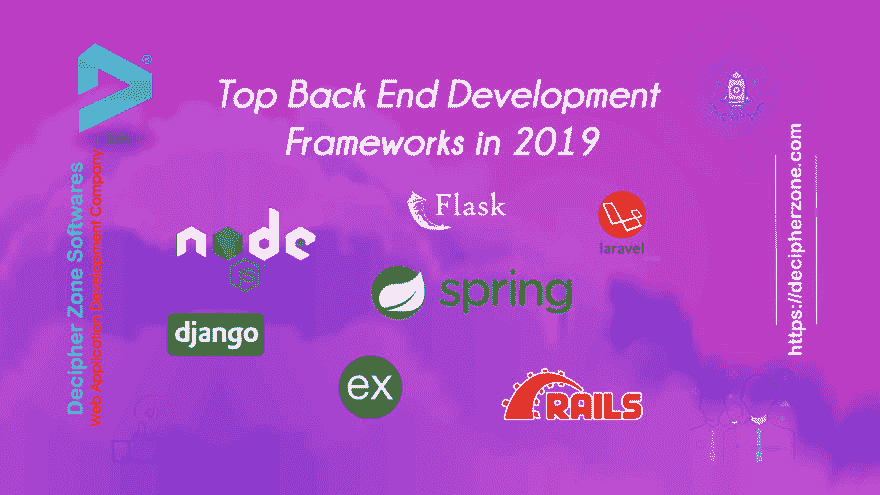 Top Back End Development
Frameworks in 2019
Decipher Zone Softwares
Web Application Development Company
https://decipherzone.com
node
JS
Flask
laravel
spring
django
ex
RAILS